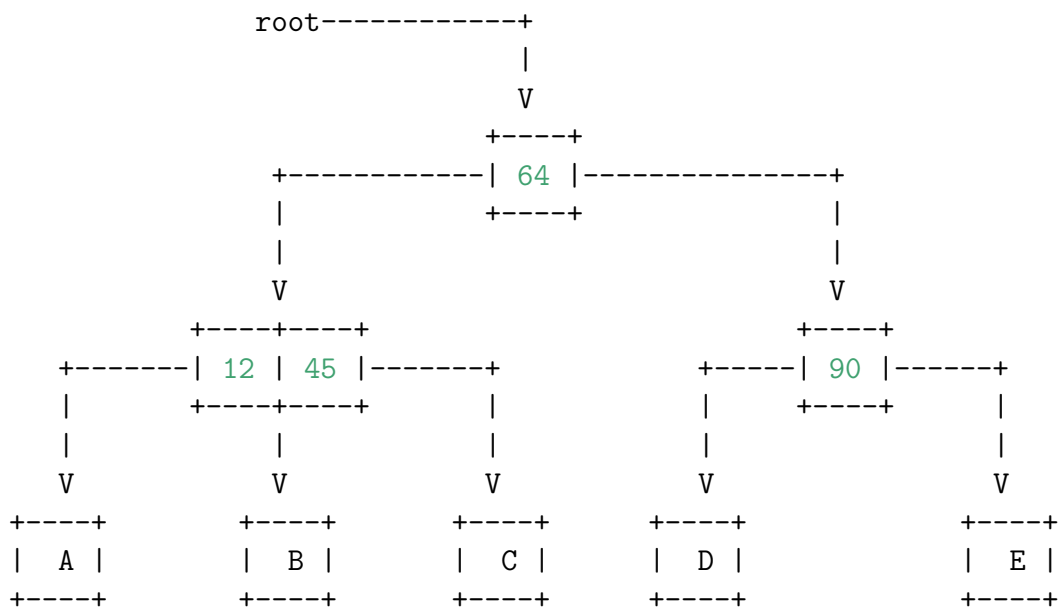 root-----------+
|
V
+----+
+------------| 64 |---------------+
| +----+ |
| |
V V
+----+----+ +----+
+-------| 12 | 45 |-------+ +-----| 90 |------+
| +----+----+ | | +----+ |
| | | | |
V V V V V
+----+ +----+ +----+ +----+ +----+
| A | | B | | C | | D | | E |
+----+ +----+ +----+ +----+ +----+